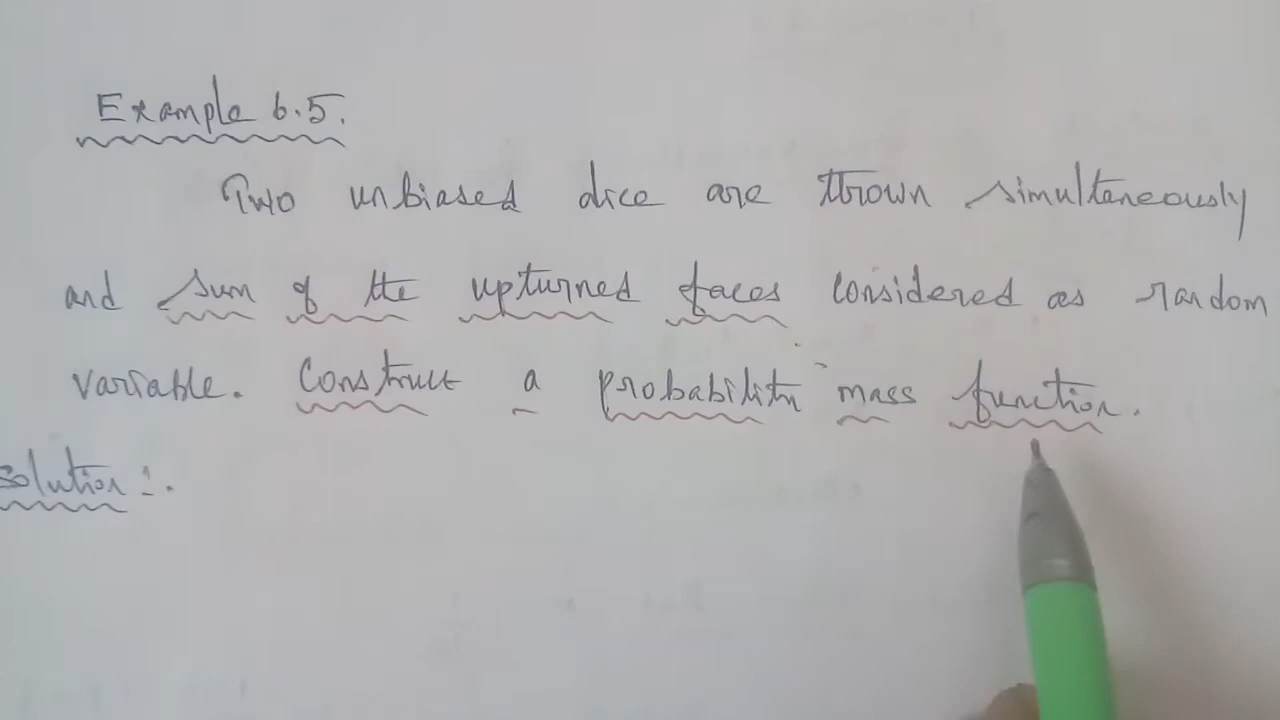 Example 6.5.
Two unbiased dice are thrown simultaneously
and sum of the upturned faces considered as random
variable. Construct a probability mass function.
solution :.